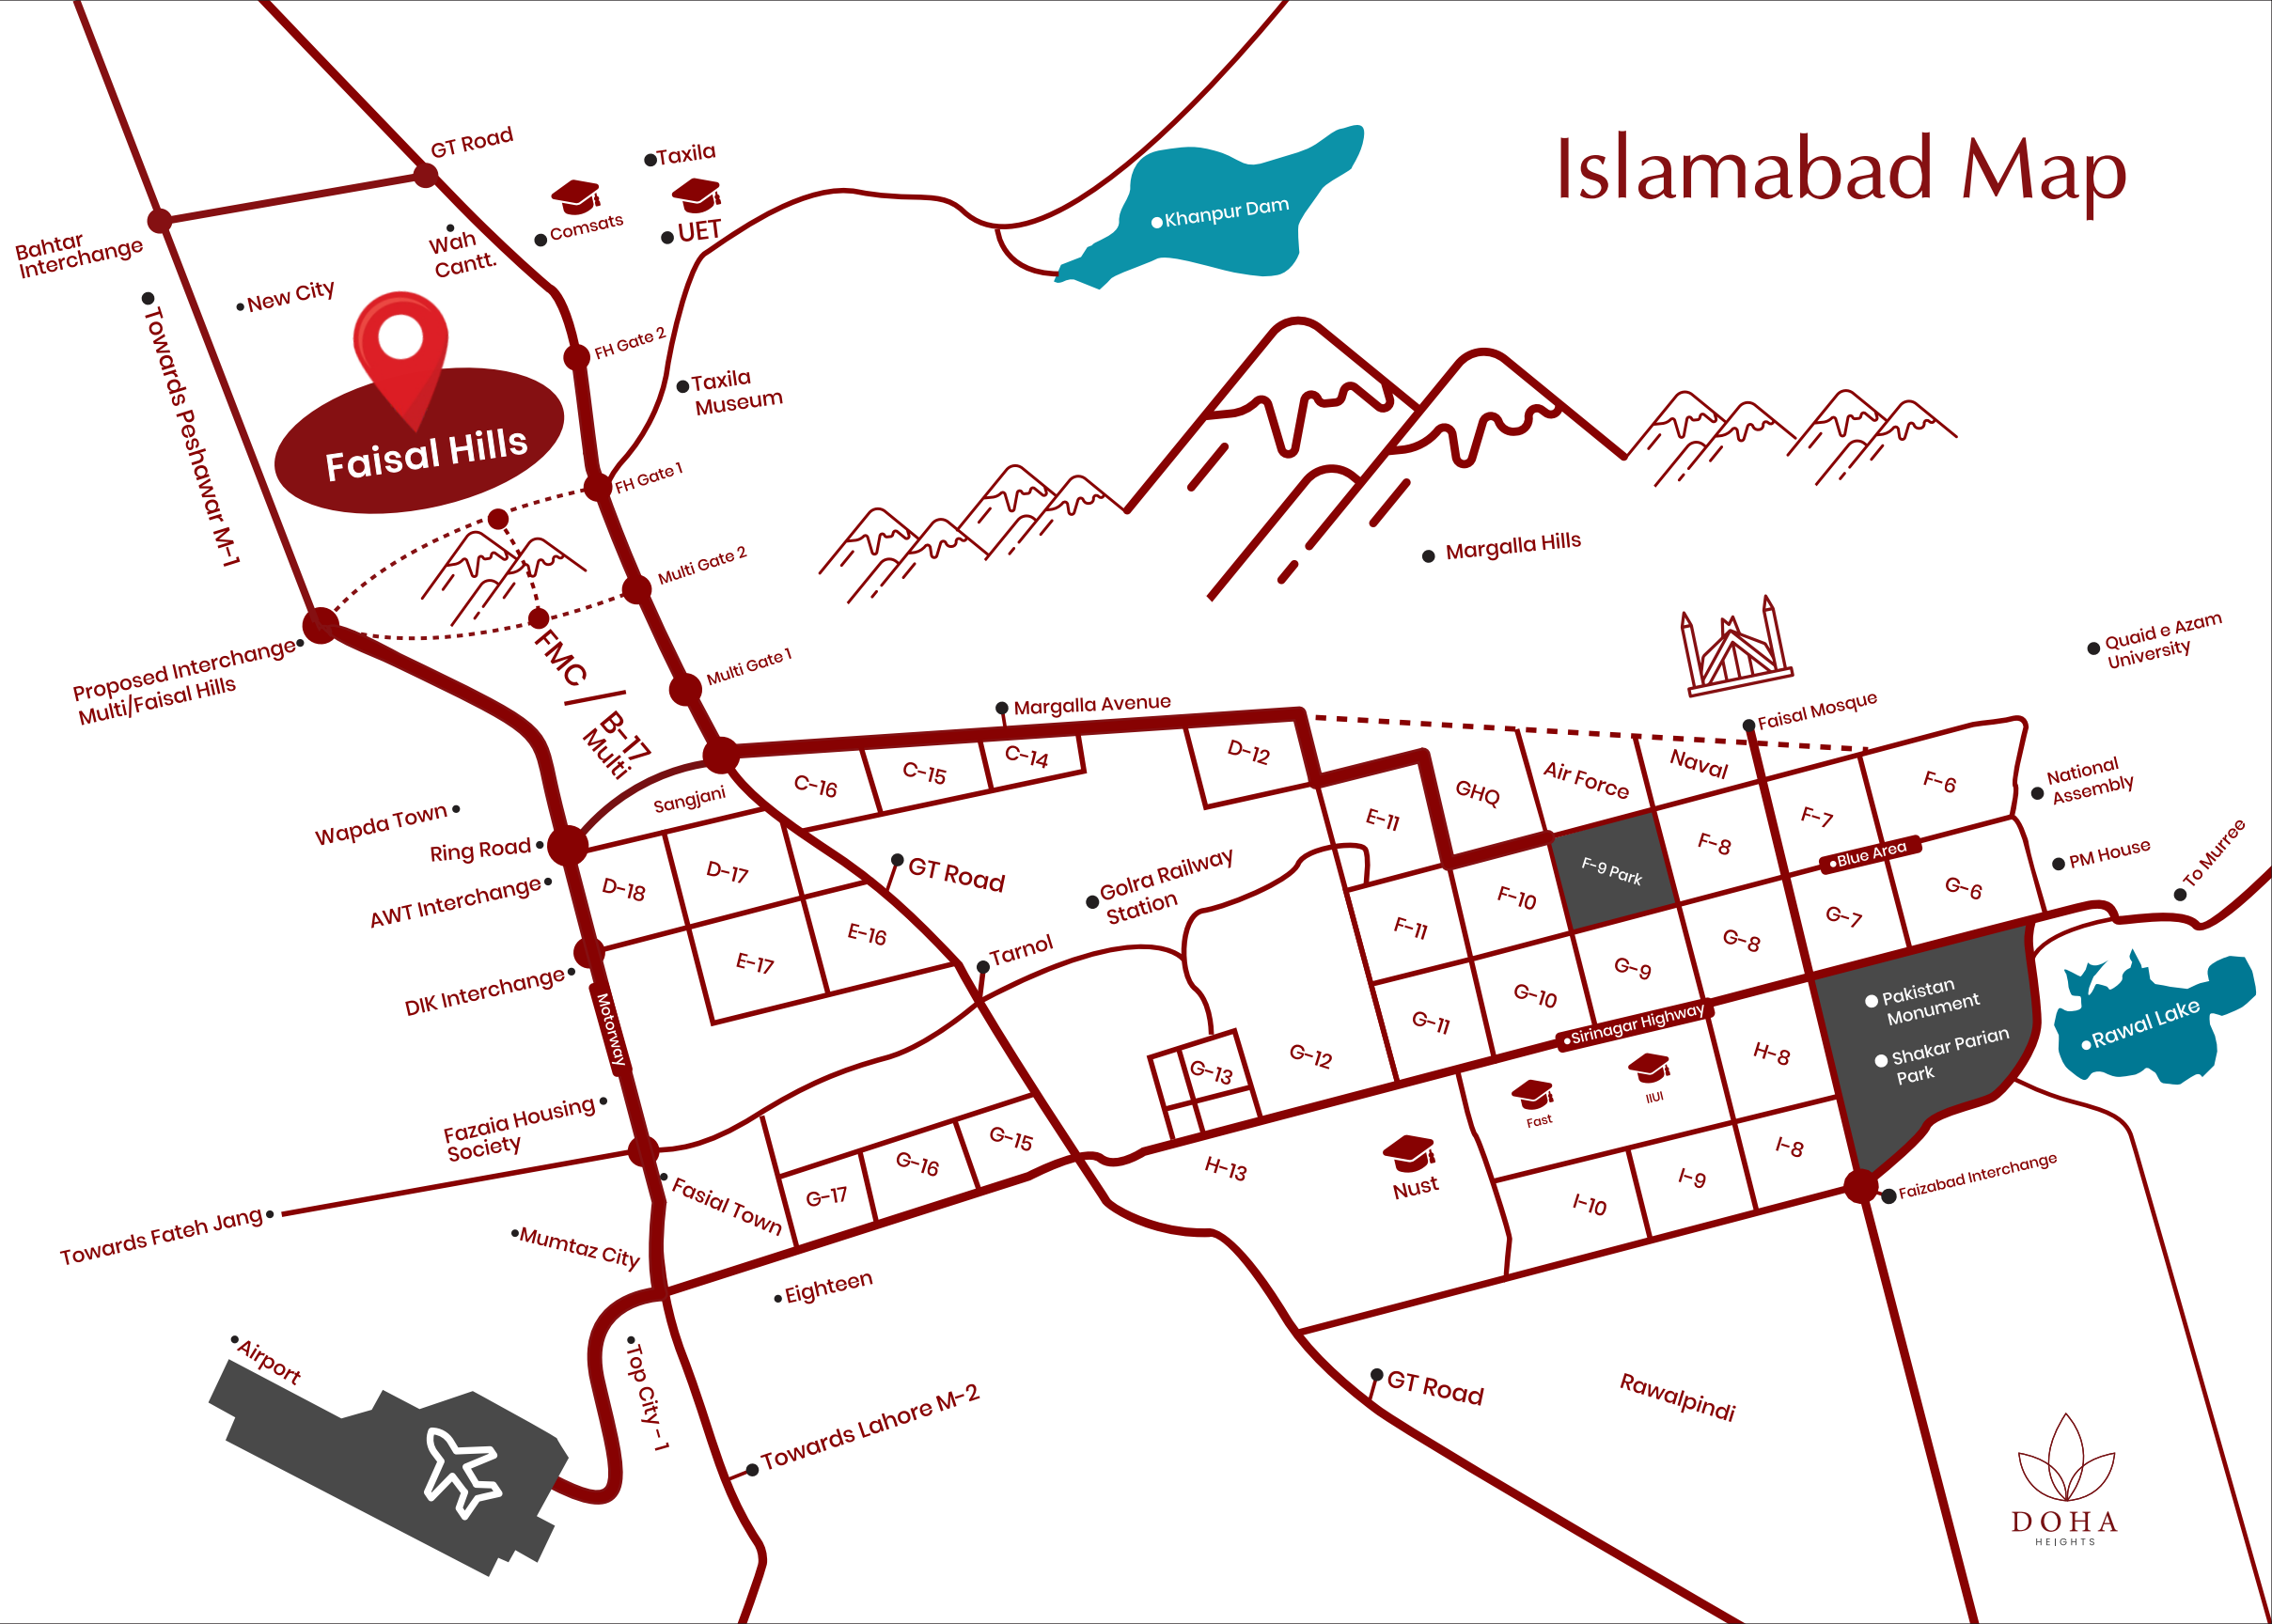 Islamabad Map
GT Road
Taxila
Comsats
UET
Bahtar
Interchange
Wah
Cantt.
Khanpur Dam
New City
Towards Peshawar M-1
FH Gate 2
Taxila
Museum
Faisal Hills
FH Gate 1
Margalla Hills
Multi Gate 2
Quaid e Azam
University
Proposed Interchange
Multi/Faisal Hills
FMC
B-17
Multi
Multi Gate 1
Margalla Avenue
Faisal Mosque
D-12
GHQ
Air Force
Naval
F-6
National
Assembly
C-16
C-15
C-14
Sangjani
Wapda Town
Ring Road
E-11
F-7
F-8
Blue Area
PM House
To Murree
AWT Interchange
D-18
D-17
GT Road
Golra Railway
Station
F-9 Park
F-10
G-6
G-7
F-11
E-16
E-17
Tarnol
G-8
G-9
DIK Interchange
Motorway
G-10
G-11
Sirinagar Highway
Pakistan
Monument
Shakar Parian
Park
Rawal Lake
G-12
G-13
H-8
Fast
IIUI
Fazaia Housing
Society
G-15
G-16
G-17
H-13
Nust
I-8
I-9
I-10
Faizabad Interchange
Fasial Town
Towards Fateh Jang
Mumtaz City
Eighteen
Airport
Top City-1
Towards Lahore M-2
GT Road
Rawalpindi
DOHA
HEIGHTS